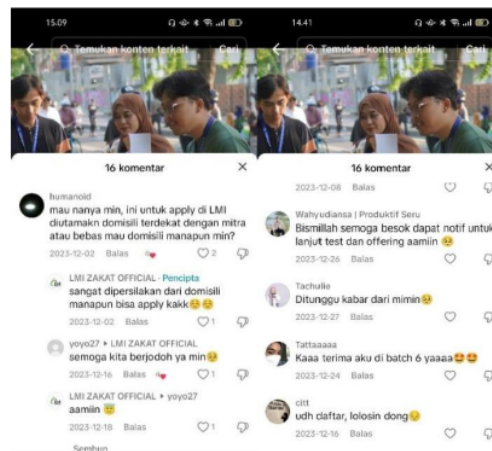 15.09
Temukan konten terkait
Cari
16 komentar
humanoid
mau nanya min, ini untuk apply di LMI
diutamakn domisili terdekat dengan mitra
atau bebas mau domisili manapun min?
2023-12-02 Balas
2
LMI ZAKAT OFFICIAL · Pencipta
sangat dipersilakan dari domisili
manapun bisa apply kakk😊😊
2023-12-02 Balas
1
yoyo27 ▸ LMI ZAKAT OFFICIAL
semoga kita berjodoh ya min🥺
2023-12-16 Balas
1
LMI ZAKAT OFFICIAL ▸ yoyo27
aamiin 😇
2023-12-18 Balas
1
Sembun
14.41
Temukan konten terkait
Cari
16 komentar
2023-12-08 Balas
Wahyudiansa | Produktif Seru
Bismillah semoga besok dapat notif untuk
lanjut test dan offering aamiin 🥺
2023-12-26 Balas
Tachulie
Ditunggu kabar dari mimin🥺
2023-12-27 Balas
Tattaaaaa
Kaaa terima aku di batch 6 yaaaa🤩🤩
2023-12-24 Balas
citt
udh daftar, lolosin dong😔
2023-12-16 Balas